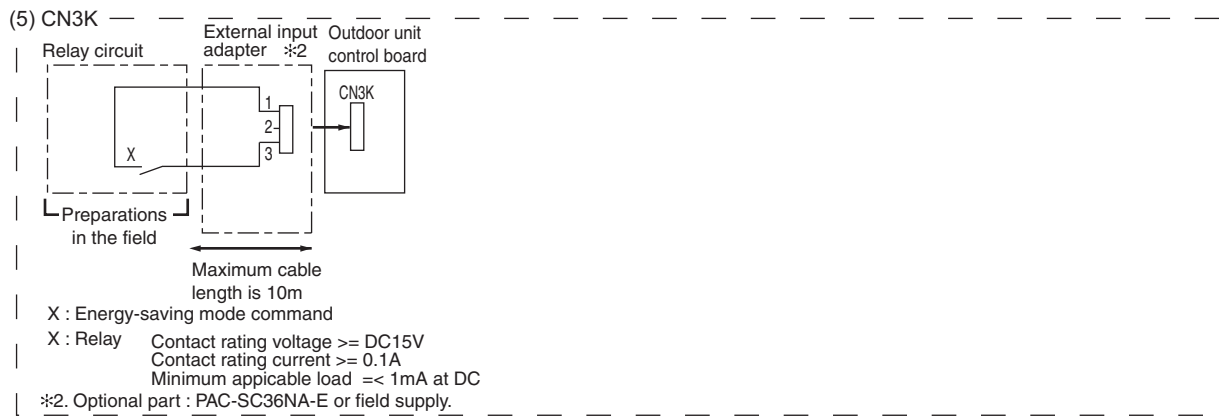 (5) CN3K
Relay circuit
External input
adapter ✻2
Outdoor unit
control board
CN3K
1
2
3
X
Preparations
in the field
Maximum cable
length is 10m
X : Energy-saving mode command
X : Relay
Contact rating voltage >= DC15V
Contact rating current >= 0.1A
Minimum appicable load =< 1mA at DC
✻2. Optional part : PAC-SC36NA-E or field supply.